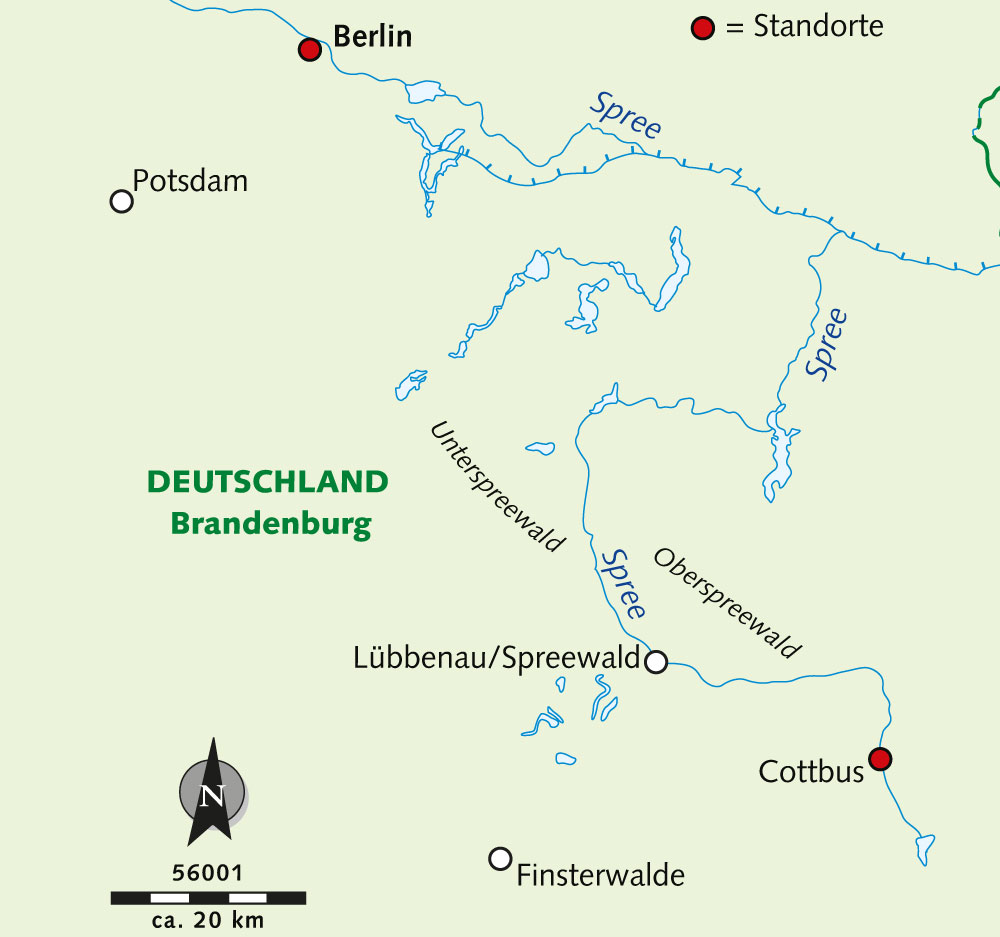 = Standorte
Berlin
Spree
Potsdam
Spree
Unterspreewald
DEUTSCHLAND
Brandenburg
Spree
Oberspreewald
Lübbenau/Spreewald
Cottbus
N
56001
Finsterwalde
ca. 20 km